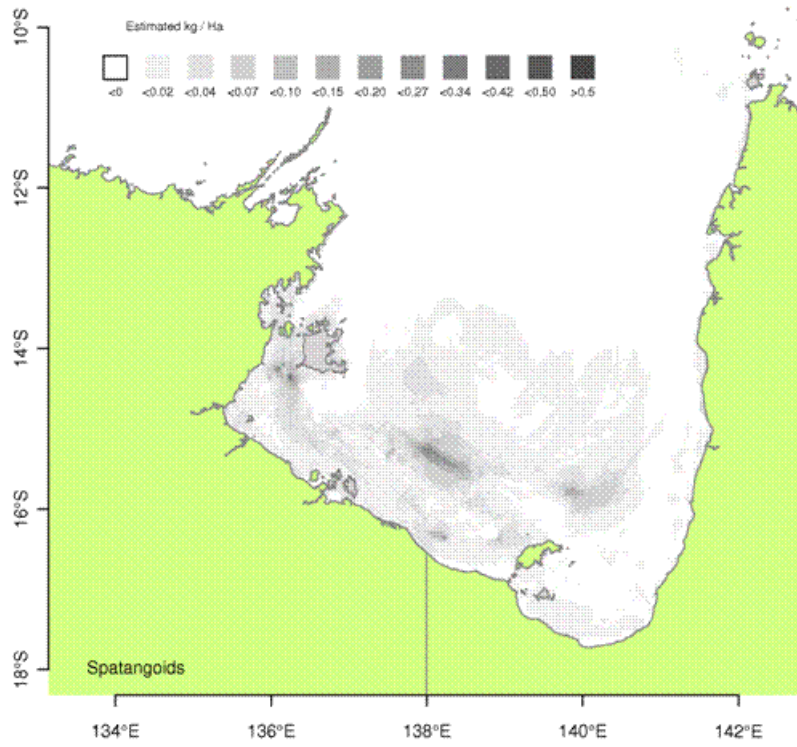 Estimated kg / Ha
<0 <0.02 <0.04 <0.07 <0.10 <0.15 <0.20 <0.27 <0.34 <0.42 <0.50 >0.5
10°S
12°S
14°S
16°S
18°S
Spatangoids
134°E 136°E 138°E 140°E 142°E